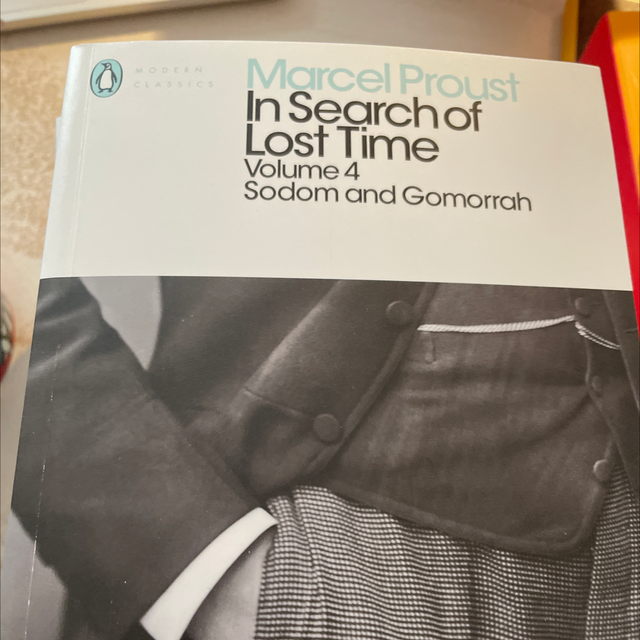 MODERN
CLASSICS
Marcel Proust
In Search of
Lost Time
Volume 4
Sodom and Gomorrah